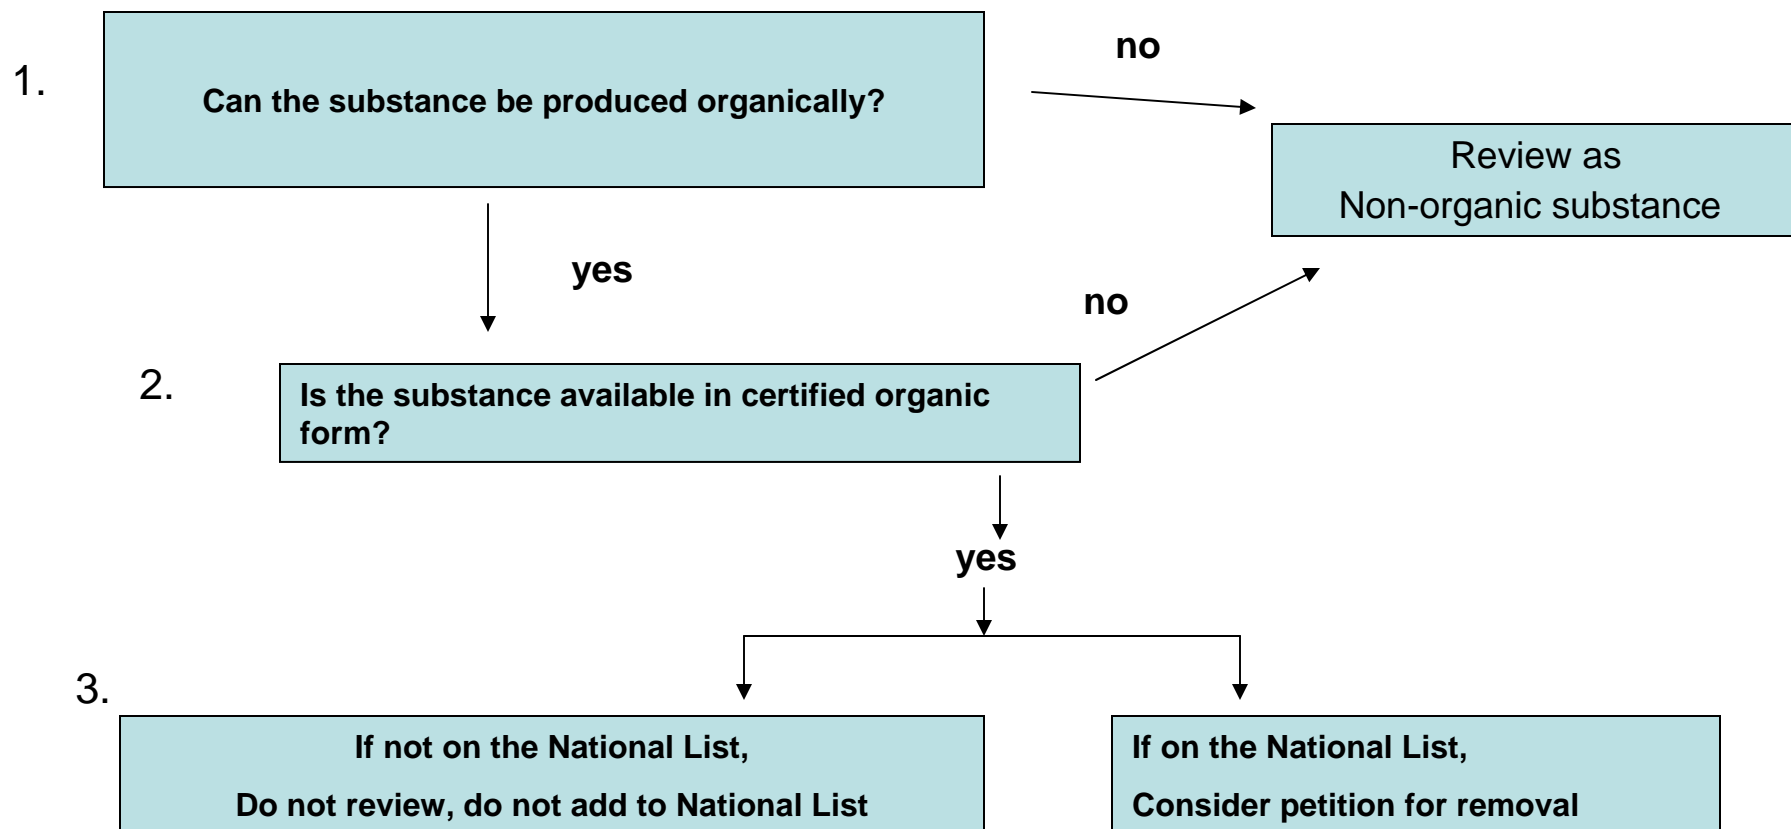 no
1.
Can the substance be produced organically?
Review as
Non-organic substance
yes
no
2.
Is the substance available in certified organic
form?
yes
3.
If not on the National List,
Do not review, do not add to National List
If on the National List,
Consider petition for removal